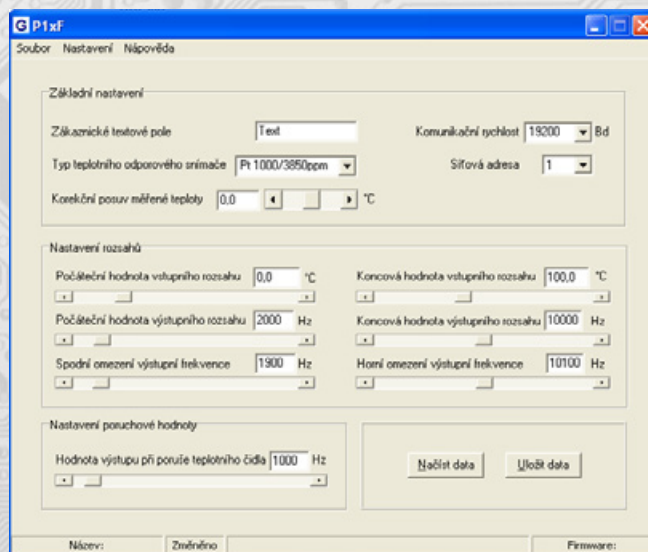 P1xF
Soubor Nastavení Nápověda
Základní nastavení
Zákaznické textové pole Text Komunikační rychlost 19200 Bd
Typ teplotního odporového snímače Pt 1000/3850ppm Síťová adresa 1
Korekční posuv měřené teploty 0,0 °C
Nastavení rozsahů
Počáteční hodnota vstupního rozsahu 0,0 °C Koncová hodnota vstupního rozsahu 100,0 °C
Počáteční hodnota výstupního rozsahu 2000 Hz Koncová hodnota výstupního rozsahu 10000 Hz
Spodní omezení výstupní frekvence 1900 Hz Horní omezení výstupní frekvence 10100 Hz
Nastavení poruchové hodnoty
Hodnota výstupu při poruše teplotního čidla 1000 Hz Načíst data Uložit data
Název: Změněno Firmware: